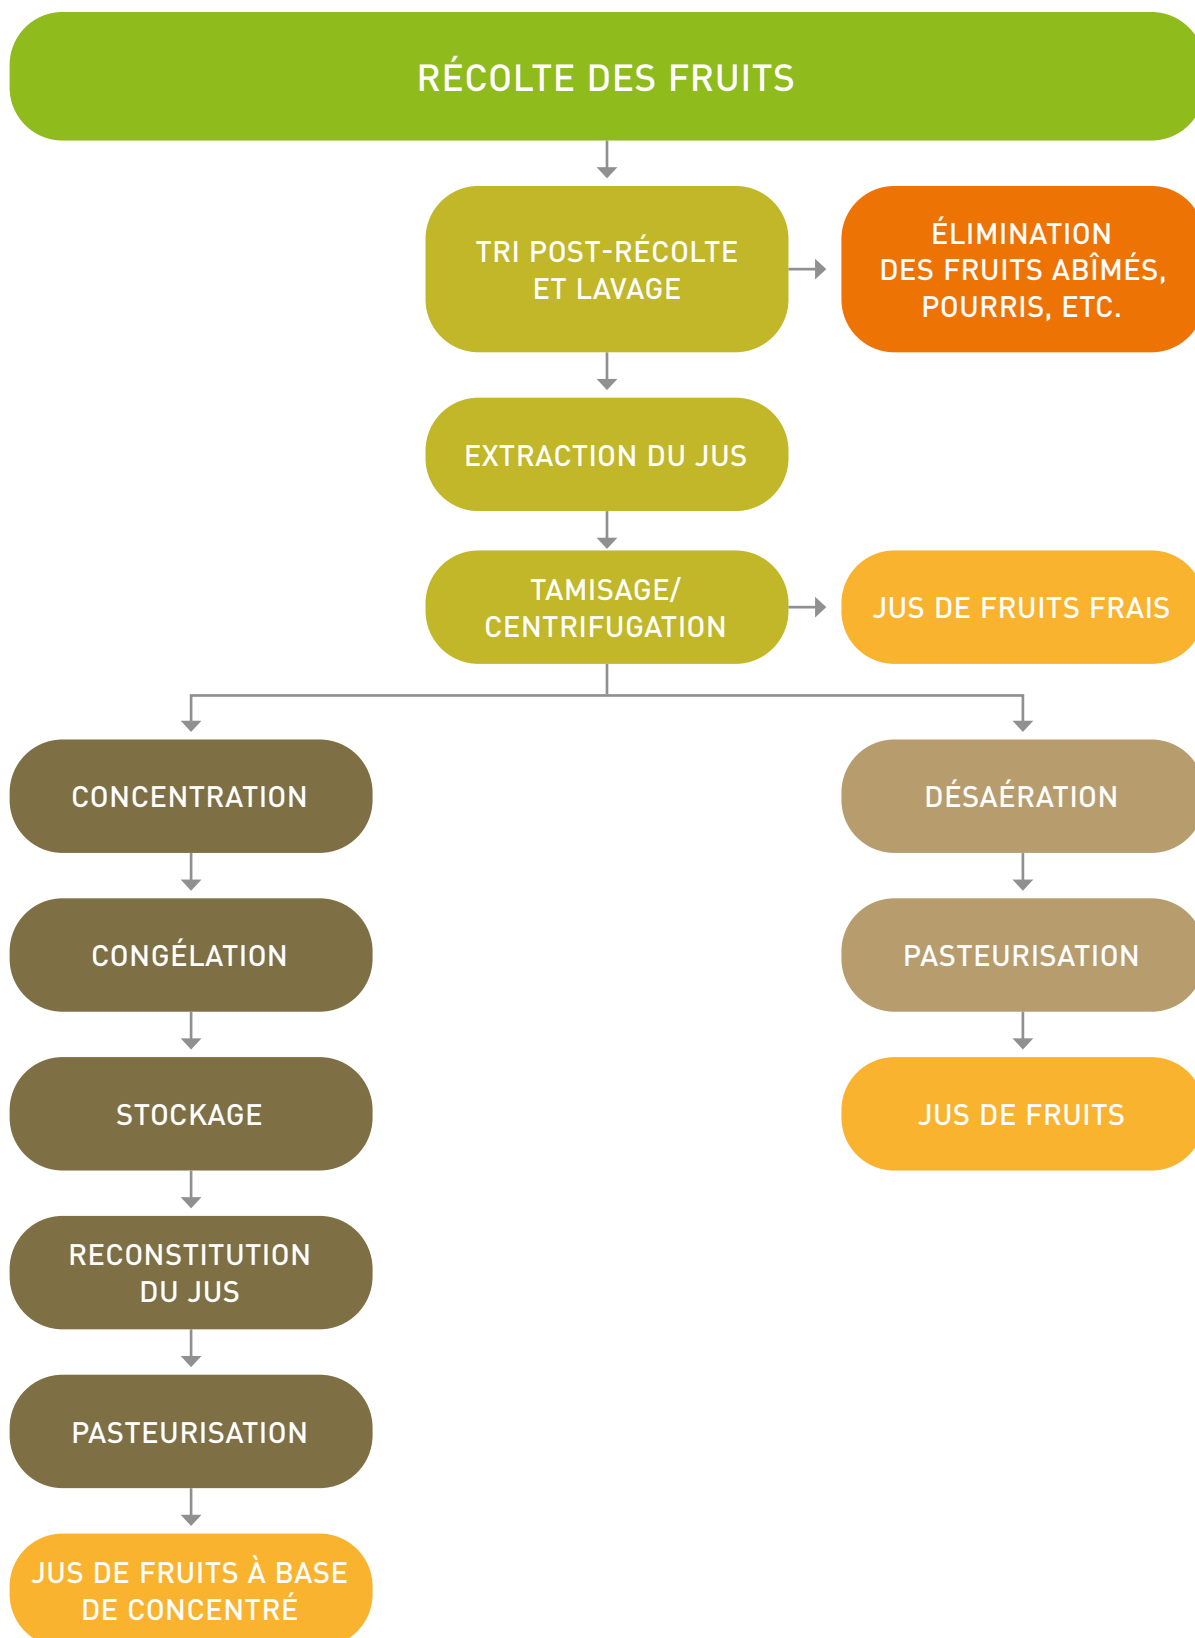 RÉCOLTE DES FRUITS
TRI POST-RÉCOLTE
ET LAVAGE
ÉLIMINATION
DES FRUITS ABÎMÉS,
POURRIS, ETC.
EXTRACTION DU JUS
TAMISAGE/
CENTRIFUGATION
JUS DE FRUITS FRAIS
CONCENTRATION
CONGÉLATION
STOCKAGE
RECONSTITUTION
DU JUS
PASTEURISATION
JUS DE FRUITS À BASE
DE CONCENTRÉ
DÉSAÉRATION
PASTEURISATION
JUS DE FRUITS